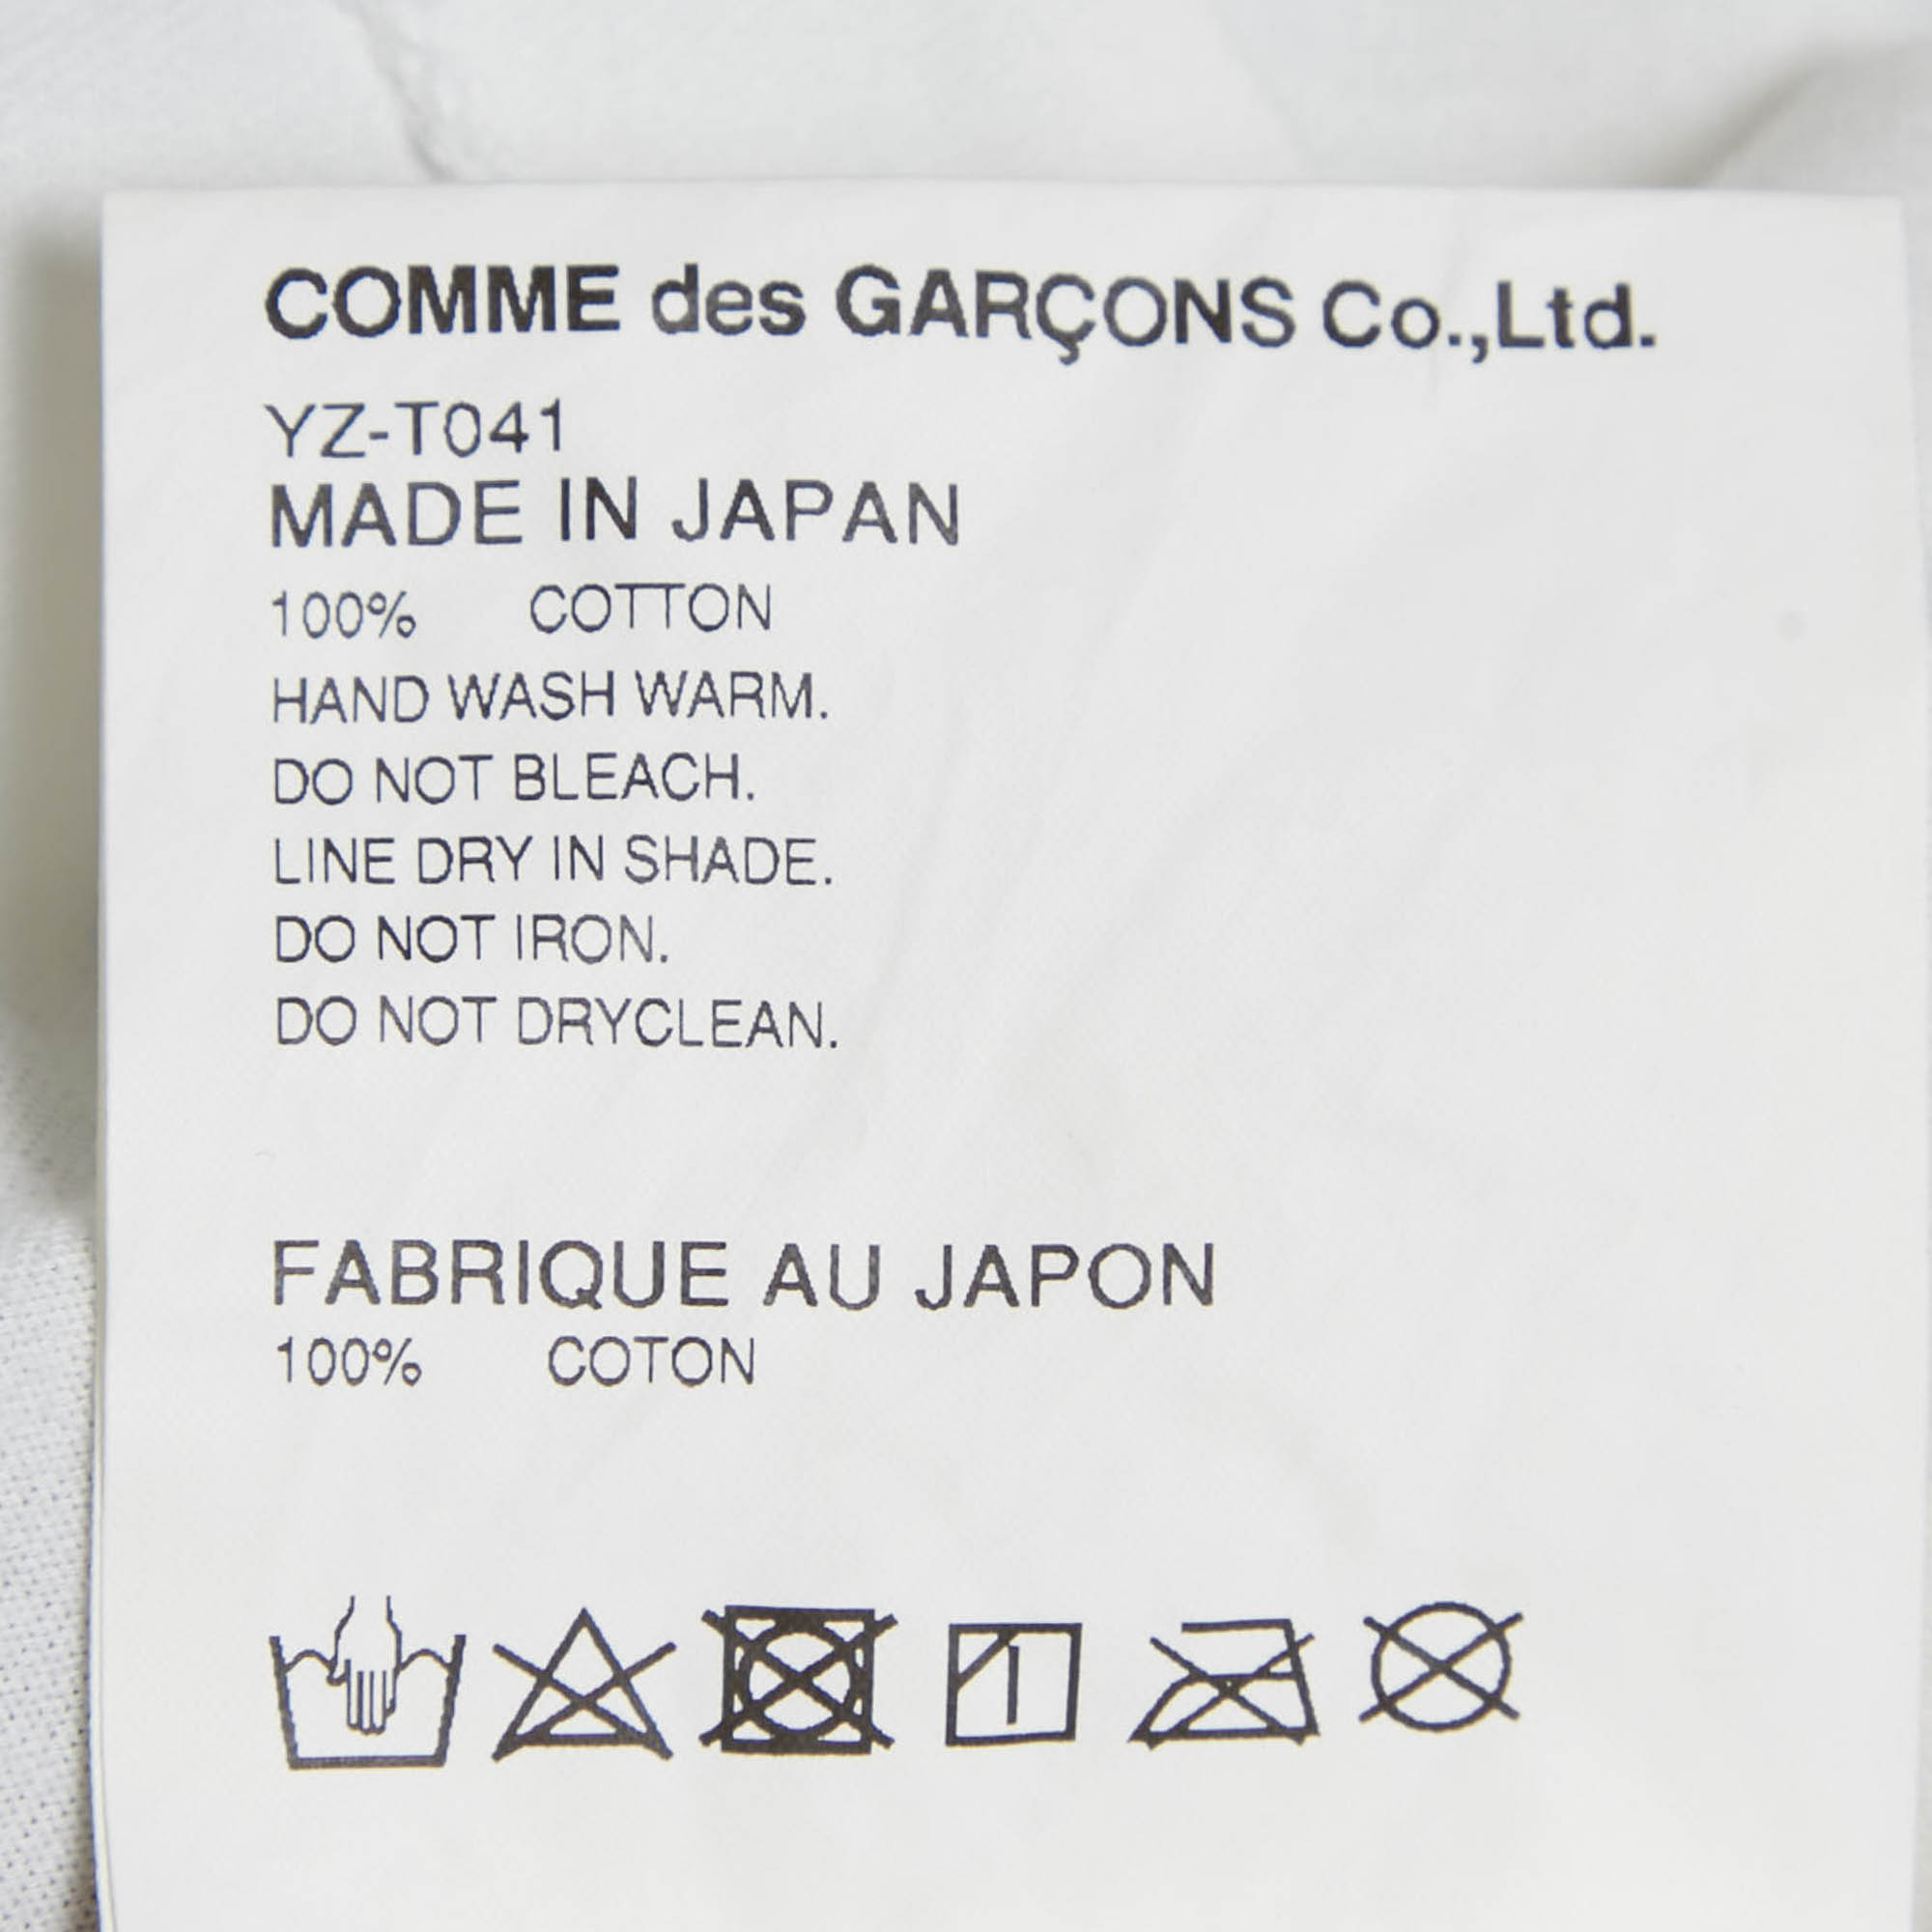 COMME des GARÇONS Co.,Ltd.
YZ-T041
MADE IN JAPAN
100% COTTON
HAND WASH WARM.
DO NOT BLEACH.
LINE DRY IN SHADE.
DO NOT IRON.
DO NOT DRYCLEAN.
FABRIQUE AU JAPON
100% COTON